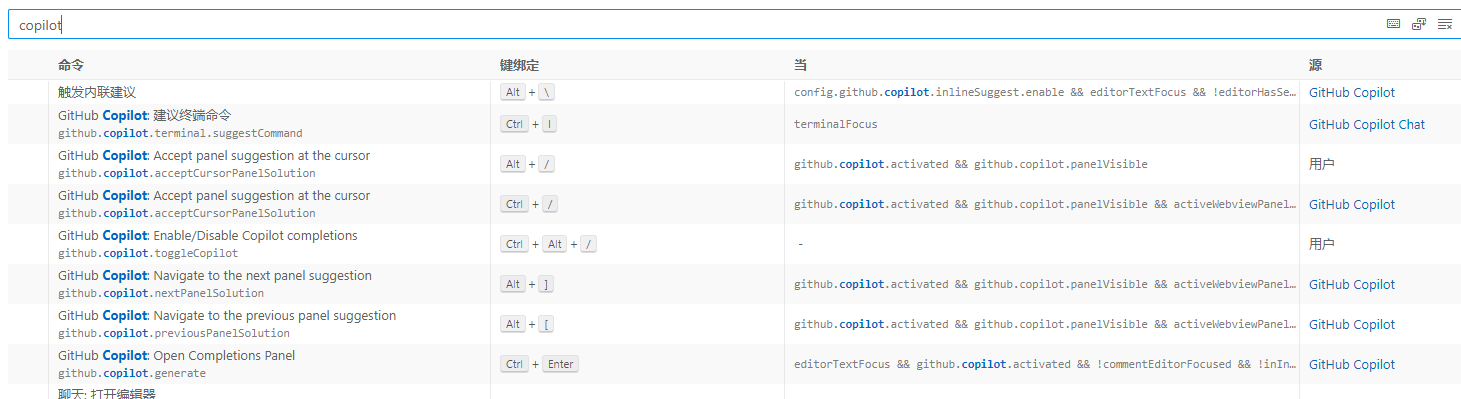 copilot
命令 键绑定 当 源
触发内联建议 Alt + \ config.github.copilot.inlineSuggest.enable && editorTextFocus && !editorHasSe… GitHub Copilot
GitHub Copilot: 建议终端命令
github.copilot.terminal.suggestCommand Ctrl + I terminalFocus GitHub Copilot Chat
GitHub Copilot: Accept panel suggestion at the cursor
github.copilot.acceptCursorPanelSolution Alt + / github.copilot.activated && github.copilot.panelVisible 用户
GitHub Copilot: Accept panel suggestion at the cursor
github.copilot.acceptCursorPanelSolution Ctrl + / github.copilot.activated && github.copilot.panelVisible && activeWebviewPanel… GitHub Copilot
GitHub Copilot: Enable/Disable Copilot completions
github.copilot.toggleCopilot Ctrl + Alt + / - 用户
GitHub Copilot: Navigate to the next panel suggestion
github.copilot.nextPanelSolution Alt + ] github.copilot.activated && github.copilot.panelVisible && activeWebviewPanel… GitHub Copilot
GitHub Copilot: Navigate to the previous panel suggestion
github.copilot.previousPanelSolution Alt + [ github.copilot.activated && github.copilot.panelVisible && activeWebviewPanel… GitHub Copilot
GitHub Copilot: Open Completions Panel
github.copilot.generate Ctrl + Enter editorTextFocus && github.copilot.activated && !commentEditorFocused && !inIn… GitHub Copilot
聊天: 打开编辑器